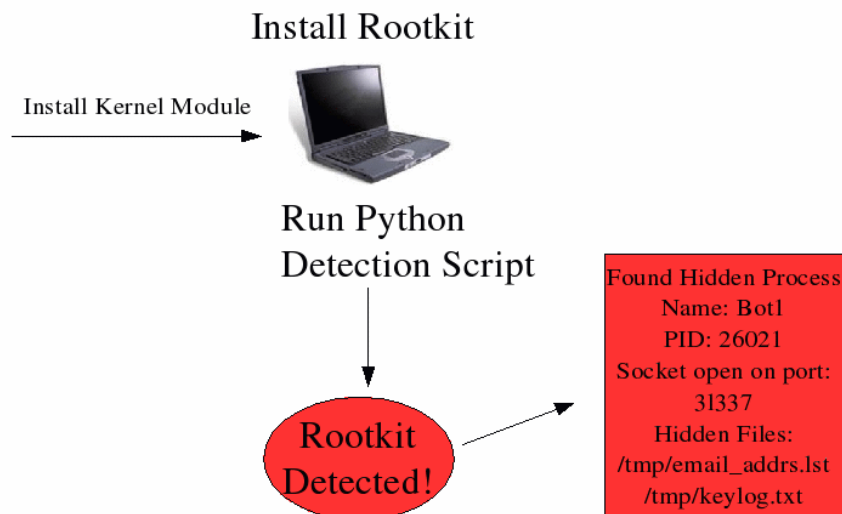 Install Rootkit
Install Kernel Module
Run Python
Detection Script
Rootkit
Detected!
Found Hidden Process
Name: Bot1
PID: 26021
Socket open on port:
31337
Hidden Files:
/tmp/email_addrs.lst
/tmp/keylog.txt